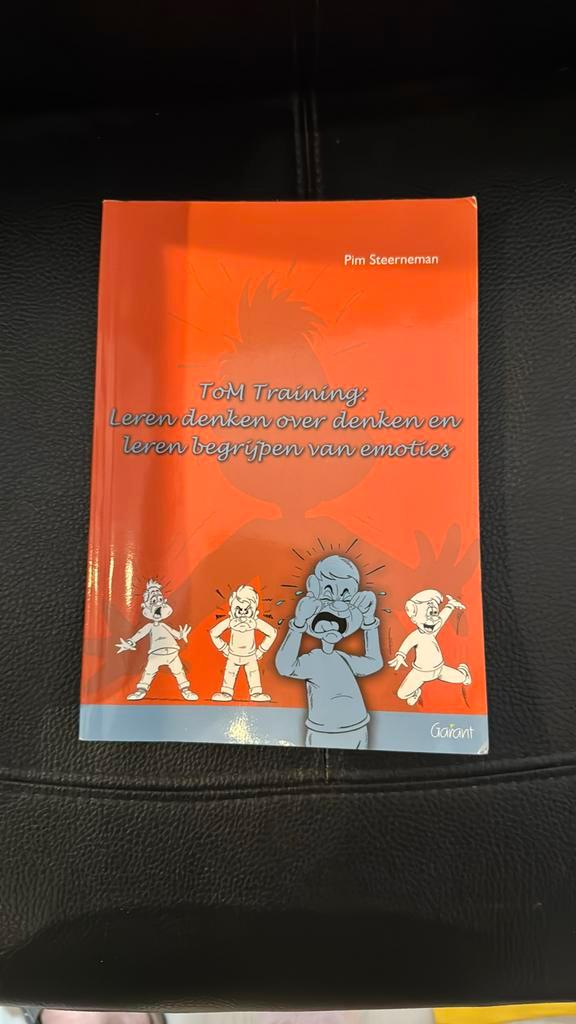 Pim Steerneman
ToM Training:
Leren denken over denken en
leren begrijpen van emoties
Garant